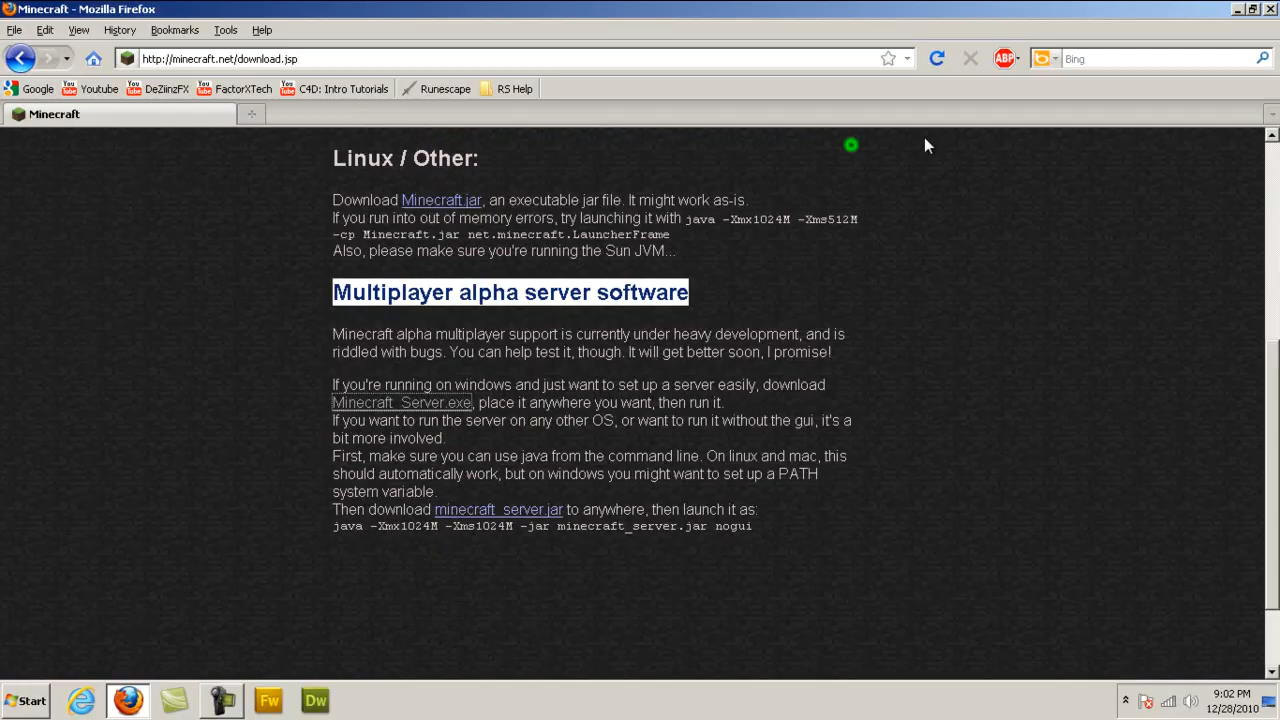 Minecraft - Mozilla Firefox
File Edit View History Bookmarks Tools Help
http://minecraft.net/download.jsp
ABP
Bing
Google Youtube DeZiinzFX FactorXTech C4D: Intro Tutorials Runescape RS Help
Minecraft
Linux / Other:
Download Minecraft.jar, an executable jar file. It might work as-is.
If you run into out of memory errors, try launching it with java -Xmx1024M -Xms512M
-cp Minecraft.jar net.minecraft.LauncherFrame
Also, please make sure you're running the Sun JVM...
Multiplayer alpha server software
Minecraft alpha multiplayer support is currently under heavy development, and is
riddled with bugs. You can help test it, though. It will get better soon, I promise!
If you're running on windows and just want to set up a server easily, download
Minecraft_Server.exe, place it anywhere you want, then run it.
If you want to run the server on any other OS, or want to run it without the gui, it's a
bit more involved.
First, make sure you can use java from the command line. On linux and mac, this
should automatically work, but on windows you might want to set up a PATH
system variable.
Then download minecraft_server.jar to anywhere, then launch it as:
java -Xmx1024M -Xms1024M -jar minecraft_server.jar nogui
Start
Fw
Dw
9:02 PM
12/28/2010